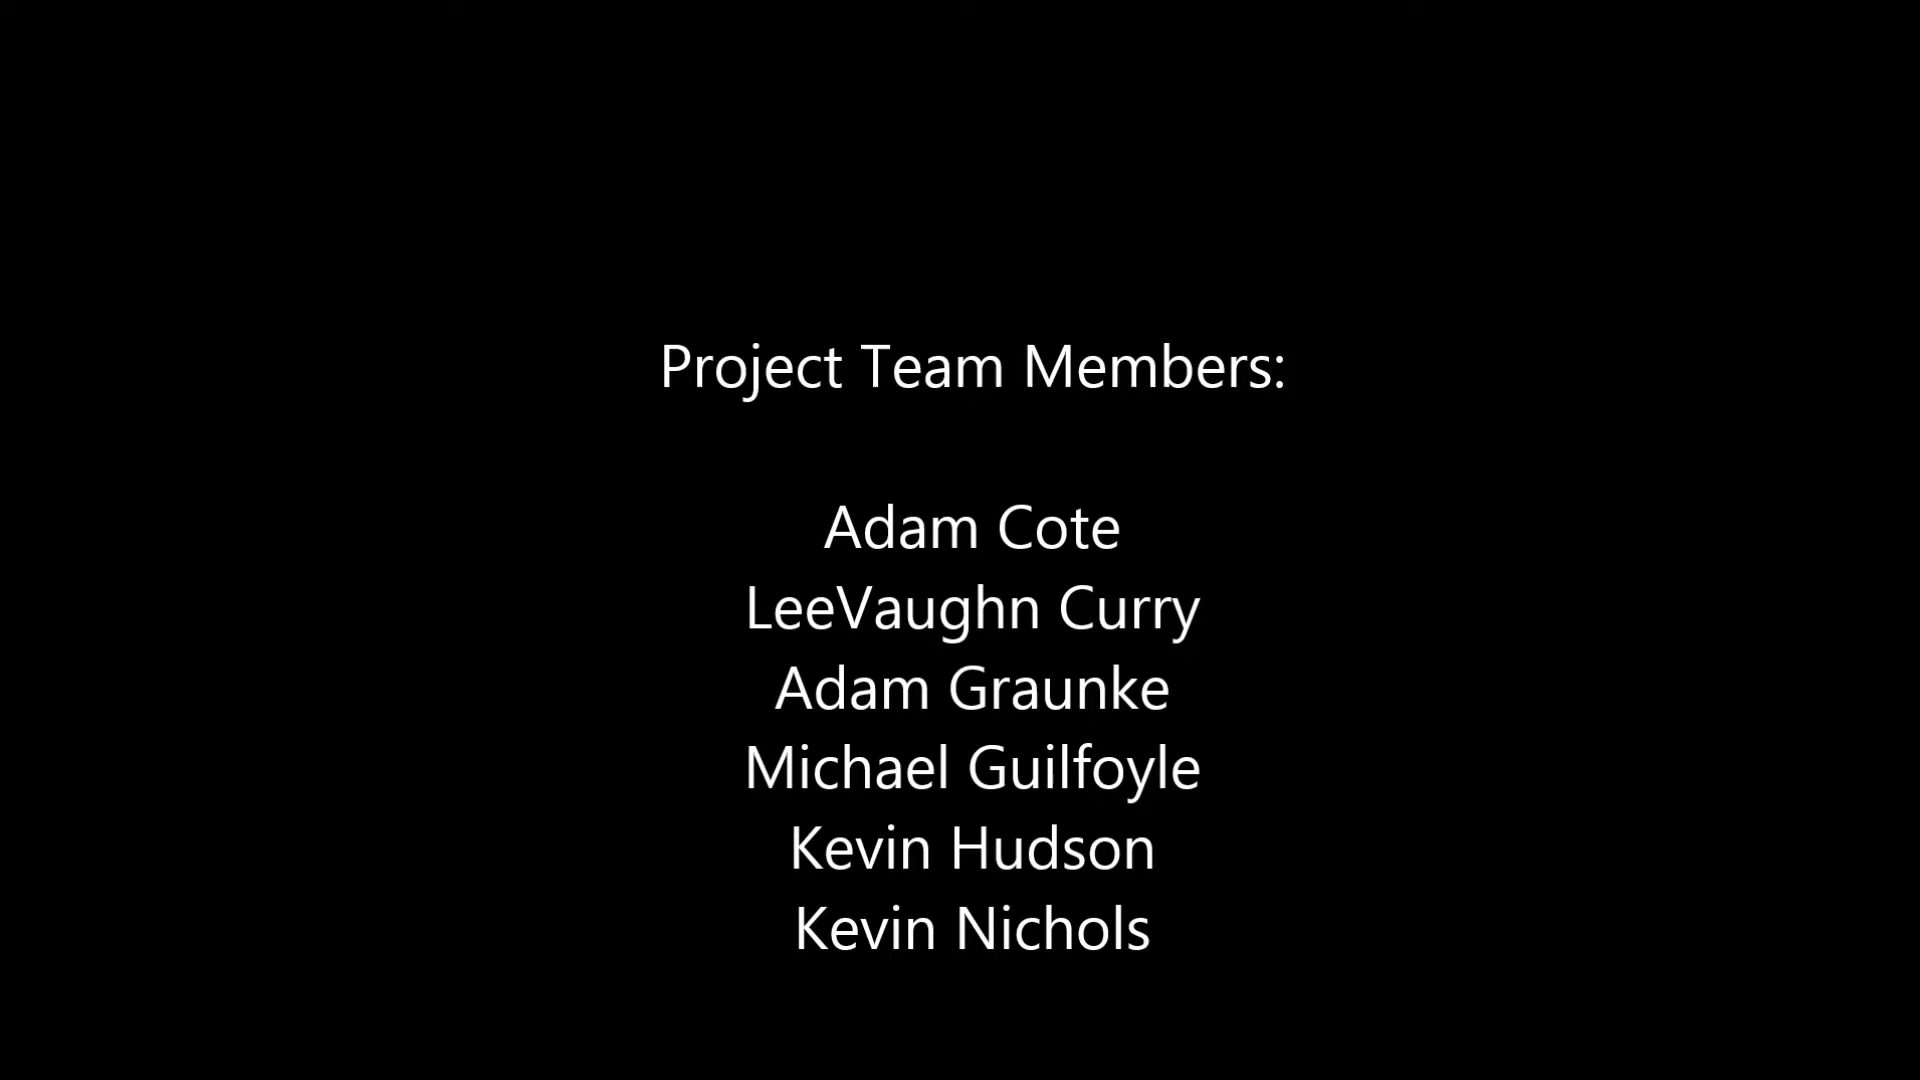 Project Team Members:
Adam Cote
LeeVaughn Curry
Adam Graunke
Michael Guilfoyle
Kevin Hudson
Kevin Nichols